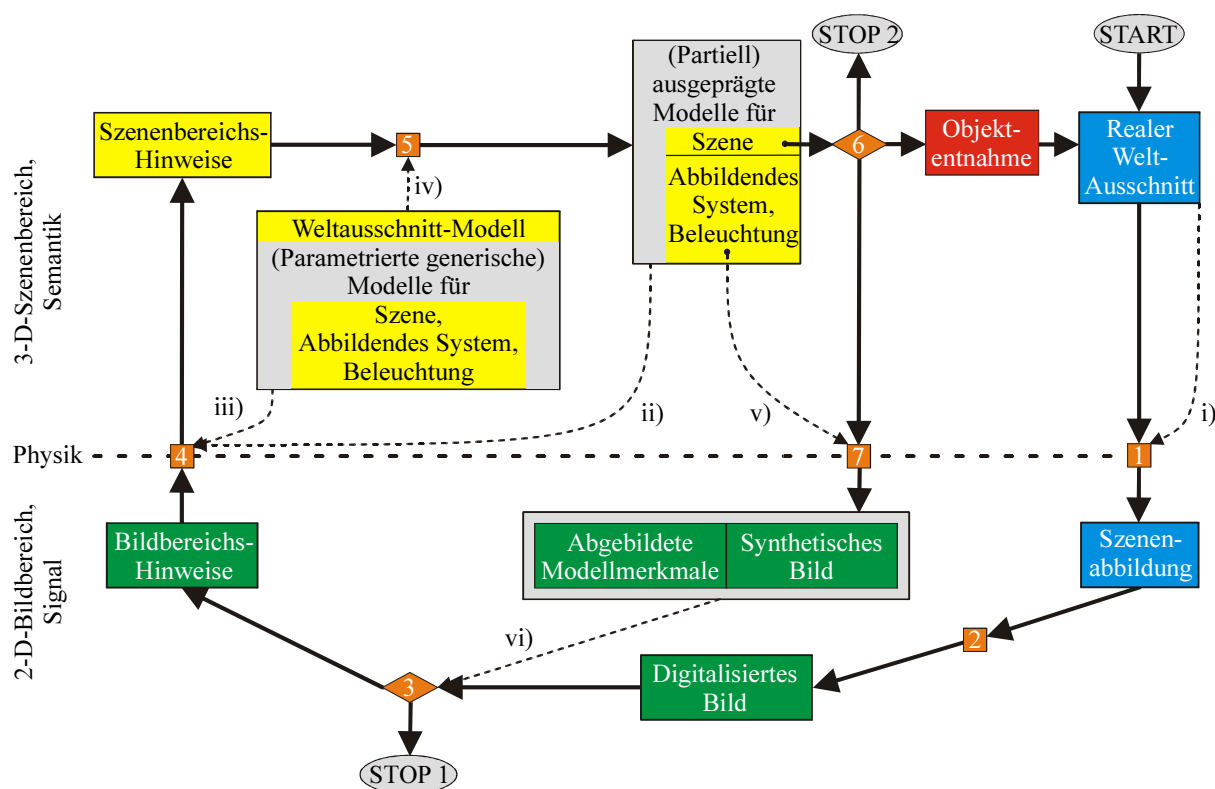 STOP 2
START
(Partiell)
ausgeprägte
Modelle für
Szene
Abbildendes
System,
Beleuchtung
Szenenbereichs-
Hinweise
5
6
Objekt-
entnahme
Realer
Welt-
Ausschnitt
iv)
Weltausschnitt-Modell
(Parametrierte generische)
Modelle für
Szene,
Abbildendes System,
Beleuchtung
3-D-Szenenbereich,
Semantik
iii)
ii)
v)
i)
Physik
4
7
1
2-D-Bildbereich,
Signal
Bildbereichs-
Hinweise
Abgebildete
Modellmerkmale
Synthetisches
Bild
Szenen-
abbildung
vi)
2
3
Digitalisiertes
Bild
STOP 1